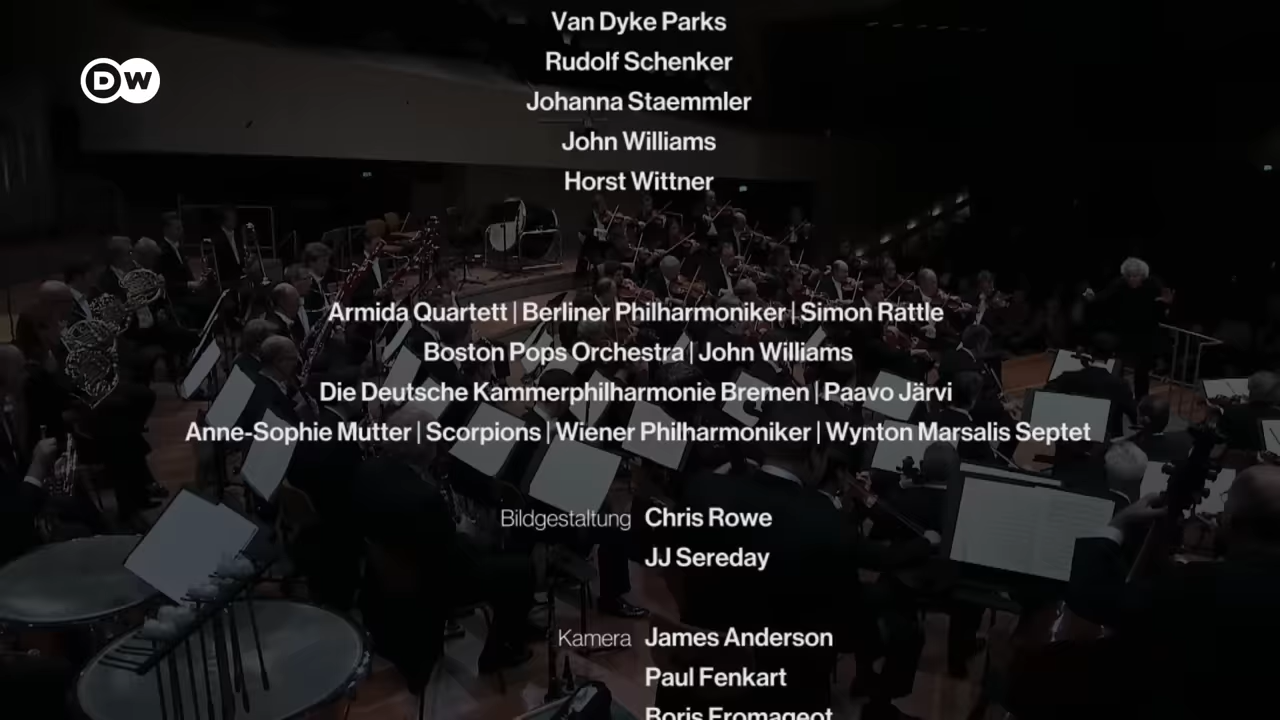 DW
Van Dyke Parks
Rudolf Schenker
Johanna Staemmler
John Williams
Horst Wittner
Armida Quartett | Berliner Philharmoniker | Simon Rattle
Boston Pops Orchestra | John Williams
Die Deutsche Kammerphilharmonie Bremen | Paavo Järvi
Anne-Sophie Mutter | Scorpions | Wiener Philharmoniker | Wynton Marsalis Septet
Bildgestaltung Chris Rowe
JJ Sereday
Kamera James Anderson
Paul Fenkart
Boris Fromageot